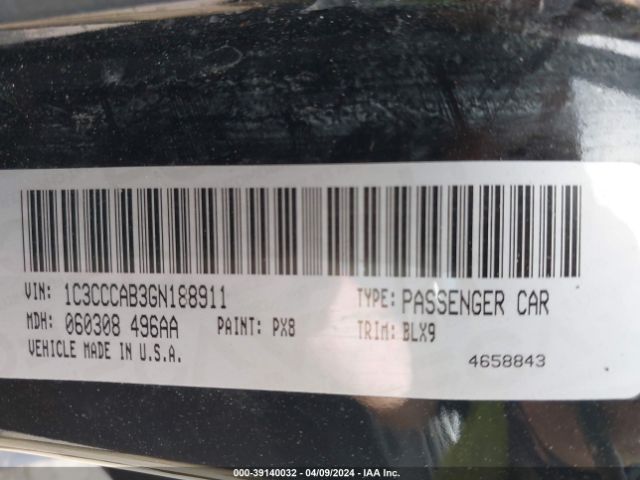 VIN: 1C3CCCAB3GN188911 TYPE: PASSENGER CAR
MDH: 060308 496AA PAINT: PX8 TRIM: BLX9
VEHICLE MADE IN U.S.A. 4658843
000-39140032 - 04/09/2024 - IAA Inc.